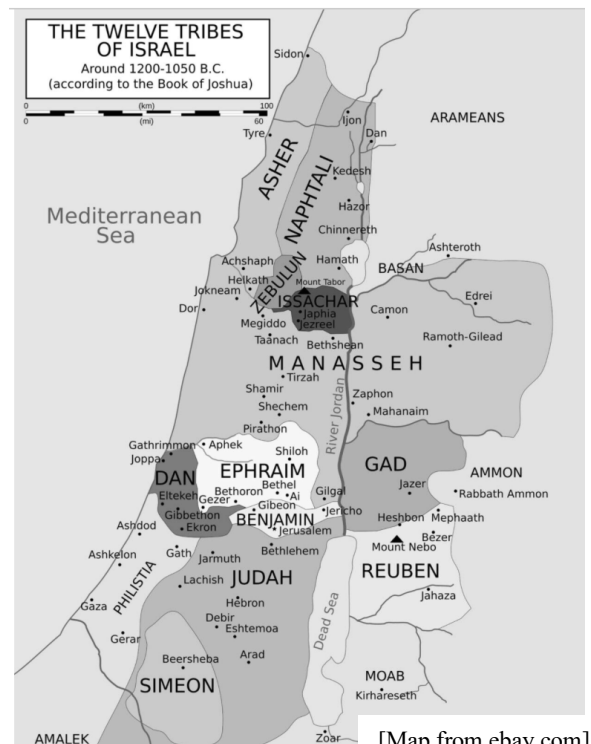 THE TWELVE TRIBES
OF ISRAEL
Around 1200-1050 B.C.
(according to the Book of Joshua)
0 (km) 100
0 (mi) 60
Sidon
Ijon
ARAMEANS
Tyre
Dan
ASHER
NAPHTALI
Kedesh
Hazor
Mediterranean
Sea
Chinnereth
Ashteroth
Achshaph
Hamath
BASAN
Helkath
ZEBULUN
Mount Tabor
Jokneam
ISSACHAR
Edrei
Dor
Japhia
Camon
Megiddo
Jezreel
Taanach
Bethshean
Ramoth-Gilead
MANASSEH
Tirzah
Shamir
River Jordan
Zaphon
Shechem
Mahanaim
Pirathon
Gathrimmon
Aphek
Joppa
Shiloh
DAN
EPHRAIM
GAD
AMMON
Bethel
Jazer
Eltekeh
Bethoron
Ai
Gilgal
Rabbath Ammon
Gezer
Gibeon
Gibbethon
BENJAMIN
Jericho
Heshbon
Mephaath
Ashdod
Ekron
Jerusalem
Bezer
Ashkelon
Gath
Jarmuth
Bethlehem
Mount Nebo
PHILISTIA
Lachish
JUDAH
REUBEN
Gaza
Hebron
Dead Sea
Jahaza
Debir
Gerar
Eshtemoa
Beersheba
Arad
SIMEON
MOAB
Kirhareseth
AMALEK
Zoar
[Map from ebay.com]